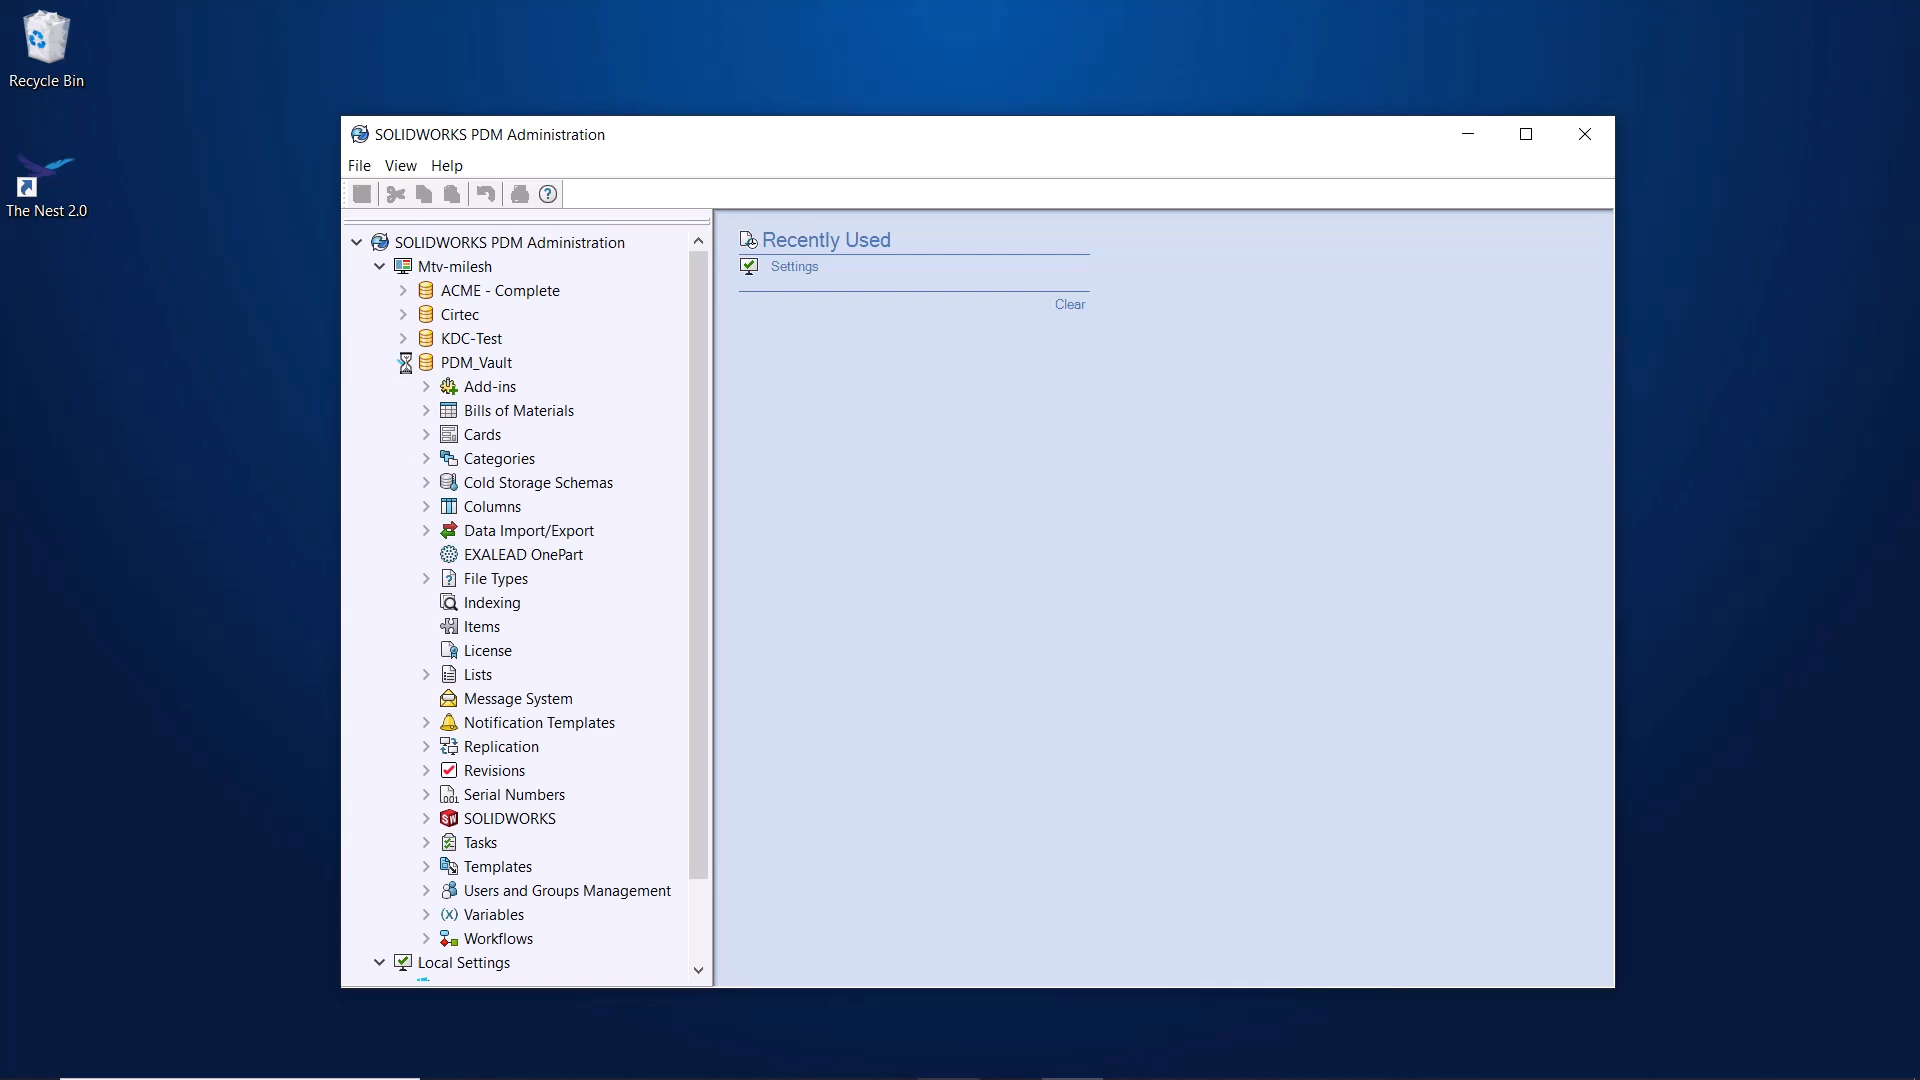 Recycle Bin
The Nest 2.0
SOLIDWORKS PDM Administration
File View Help
SOLIDWORKS PDM Administration
Mtv-milesh
ACME - Complete
Cirtec
KDC-Test
PDM_Vault
Add-ins
Bills of Materials
Cards
Categories
Cold Storage Schemas
Columns
Data Import/Export
EXALEAD OnePart
File Types
Indexing
Items
License
Lists
Message System
Notification Templates
Replication
Revisions
Serial Numbers
SOLIDWORKS
Tasks
Templates
Users and Groups Management
Variables
Workflows
Local Settings
Recently Used
Settings
Clear